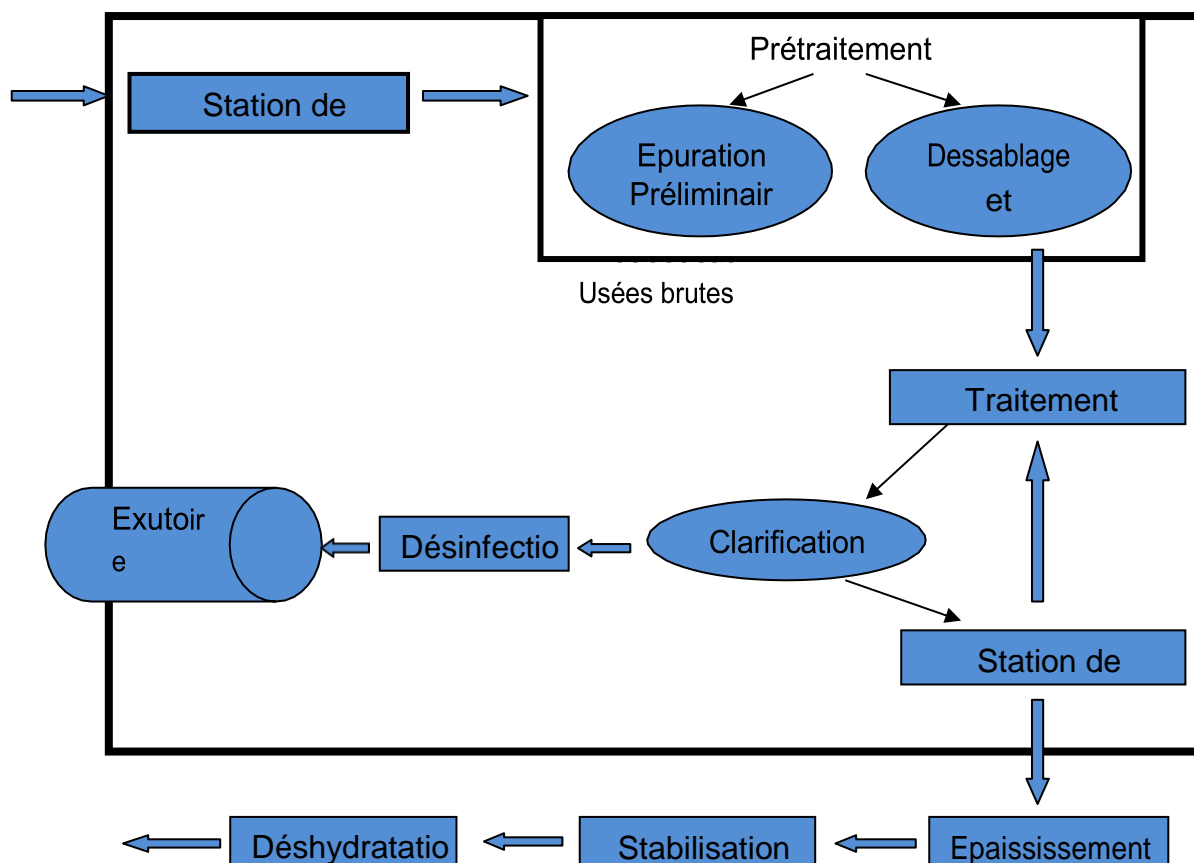 Prétraitement
Station de
Epuration
Préliminair
Dessablage
et
Usées brutes
Traitement
Exutoir
e
Désinfectio
Clarification
Station de
Déshydratatio
Stabilisation
Epaississement